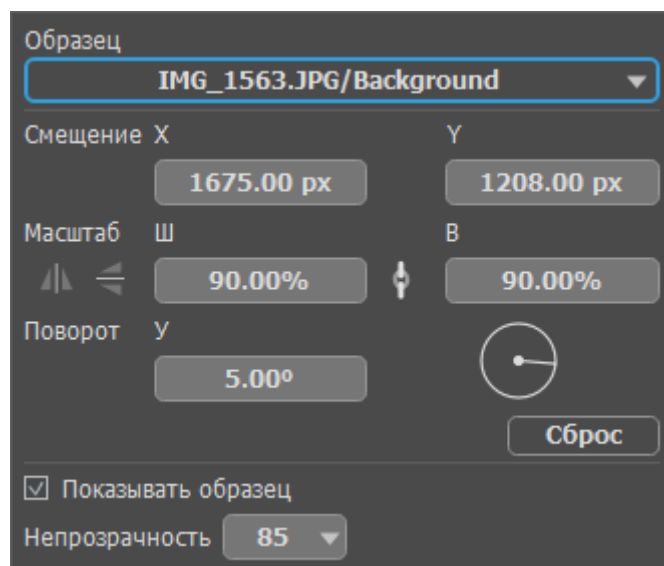 Образец
IMG_1563.JPG/Background
Смещение X Y
1675.00 px 1208.00 px
Масштаб Ш В
90.00% 90.00%
Поворот У
5.00º
Сброс
Показывать образец
Непрозрачность 85